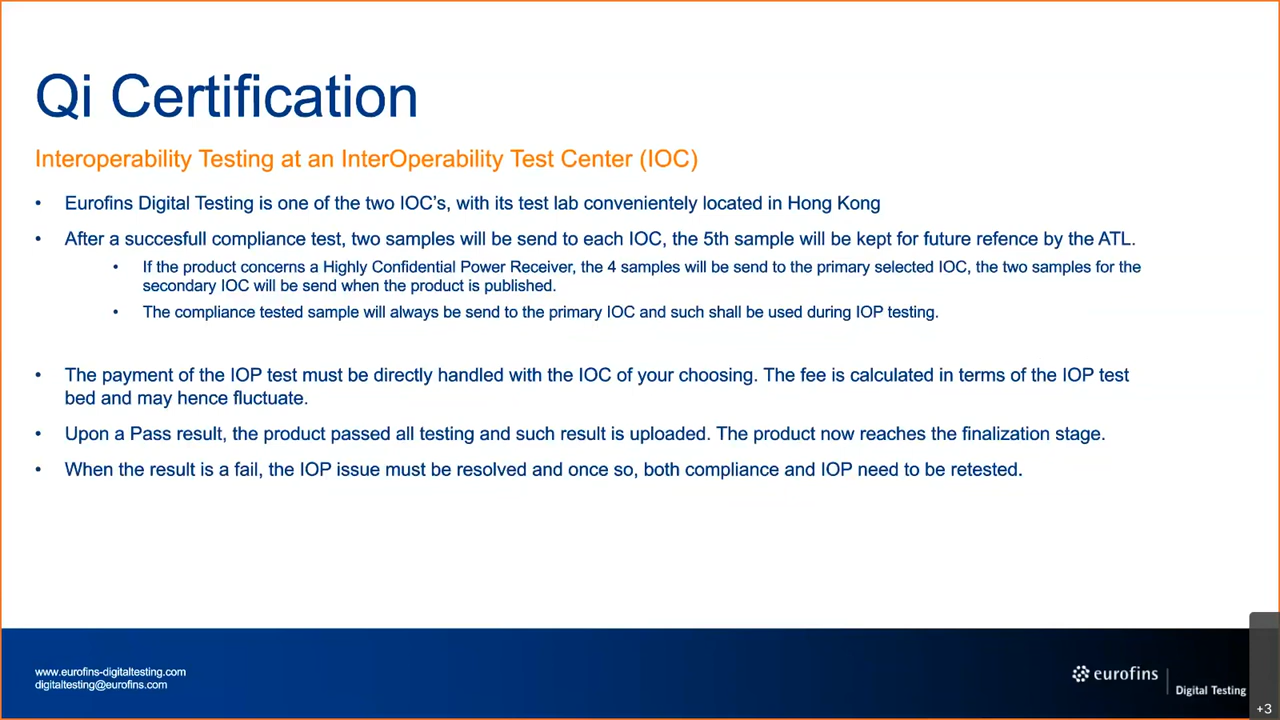 Qi Certification
Interoperability Testing at an InterOperability Test Center (IOC)
• Eurofins Digital Testing is one of the two IOC's, with its test lab convenientely located in Hong Kong
• After a succesfull compliance test, two samples will be send to each IOC, the 5th sample will be kept for future refence by the ATL.
• If the product concerns a Highly Confidential Power Receiver, the 4 samples will be send to the primary selected IOC, the two samples for the
secondary IOC will be send when the product is published.
• The compliance tested sample will always be send to the primary IOC and such shall be used during IOP testing.
• The payment of the IOP test must be directly handled with the IOC of your choosing. The fee is calculated in terms of the IOP test
bed and may hence fluctuate.
• Upon a Pass result, the product passed all testing and such result is uploaded. The product now reaches the finalization stage.
• When the result is a fail, the IOP issue must be resolved and once so, both compliance and IOP need to be retested.
www.eurofins-digitaltesting.com
digitaltesting@eurofins.com
eurofins
Digital Testing
+3